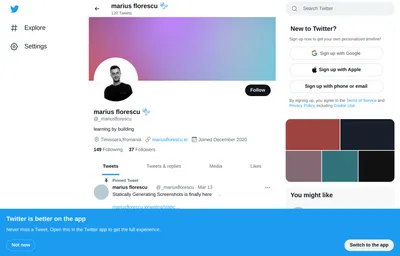 marius florescu
120 Tweets
Search Twitter
Explore
Settings
New to Twitter?
Sign up now to get your own personalized timeline!
Sign up with Google
Sign up with Apple
Sign up with phone or email
By signing up, you agree to the Terms of Service and
Privacy Policy, including Cookie Use.
Follow
marius florescu
@_mariusflorescu
learning by building
Timisoara,Romania
mariusflorescu.io
Joined December 2020
149 Following 37 Followers
Tweets
Tweets & replies
Media
Likes
Pinned Tweet
marius florescu @_mariusflorescu · Mar 13
Statically Generating Screenshots is finally here
You might like
Twitter is better on the app
Never miss a Tweet. Open this in the Twitter app to get the full experience.
Not now
Switch to the app